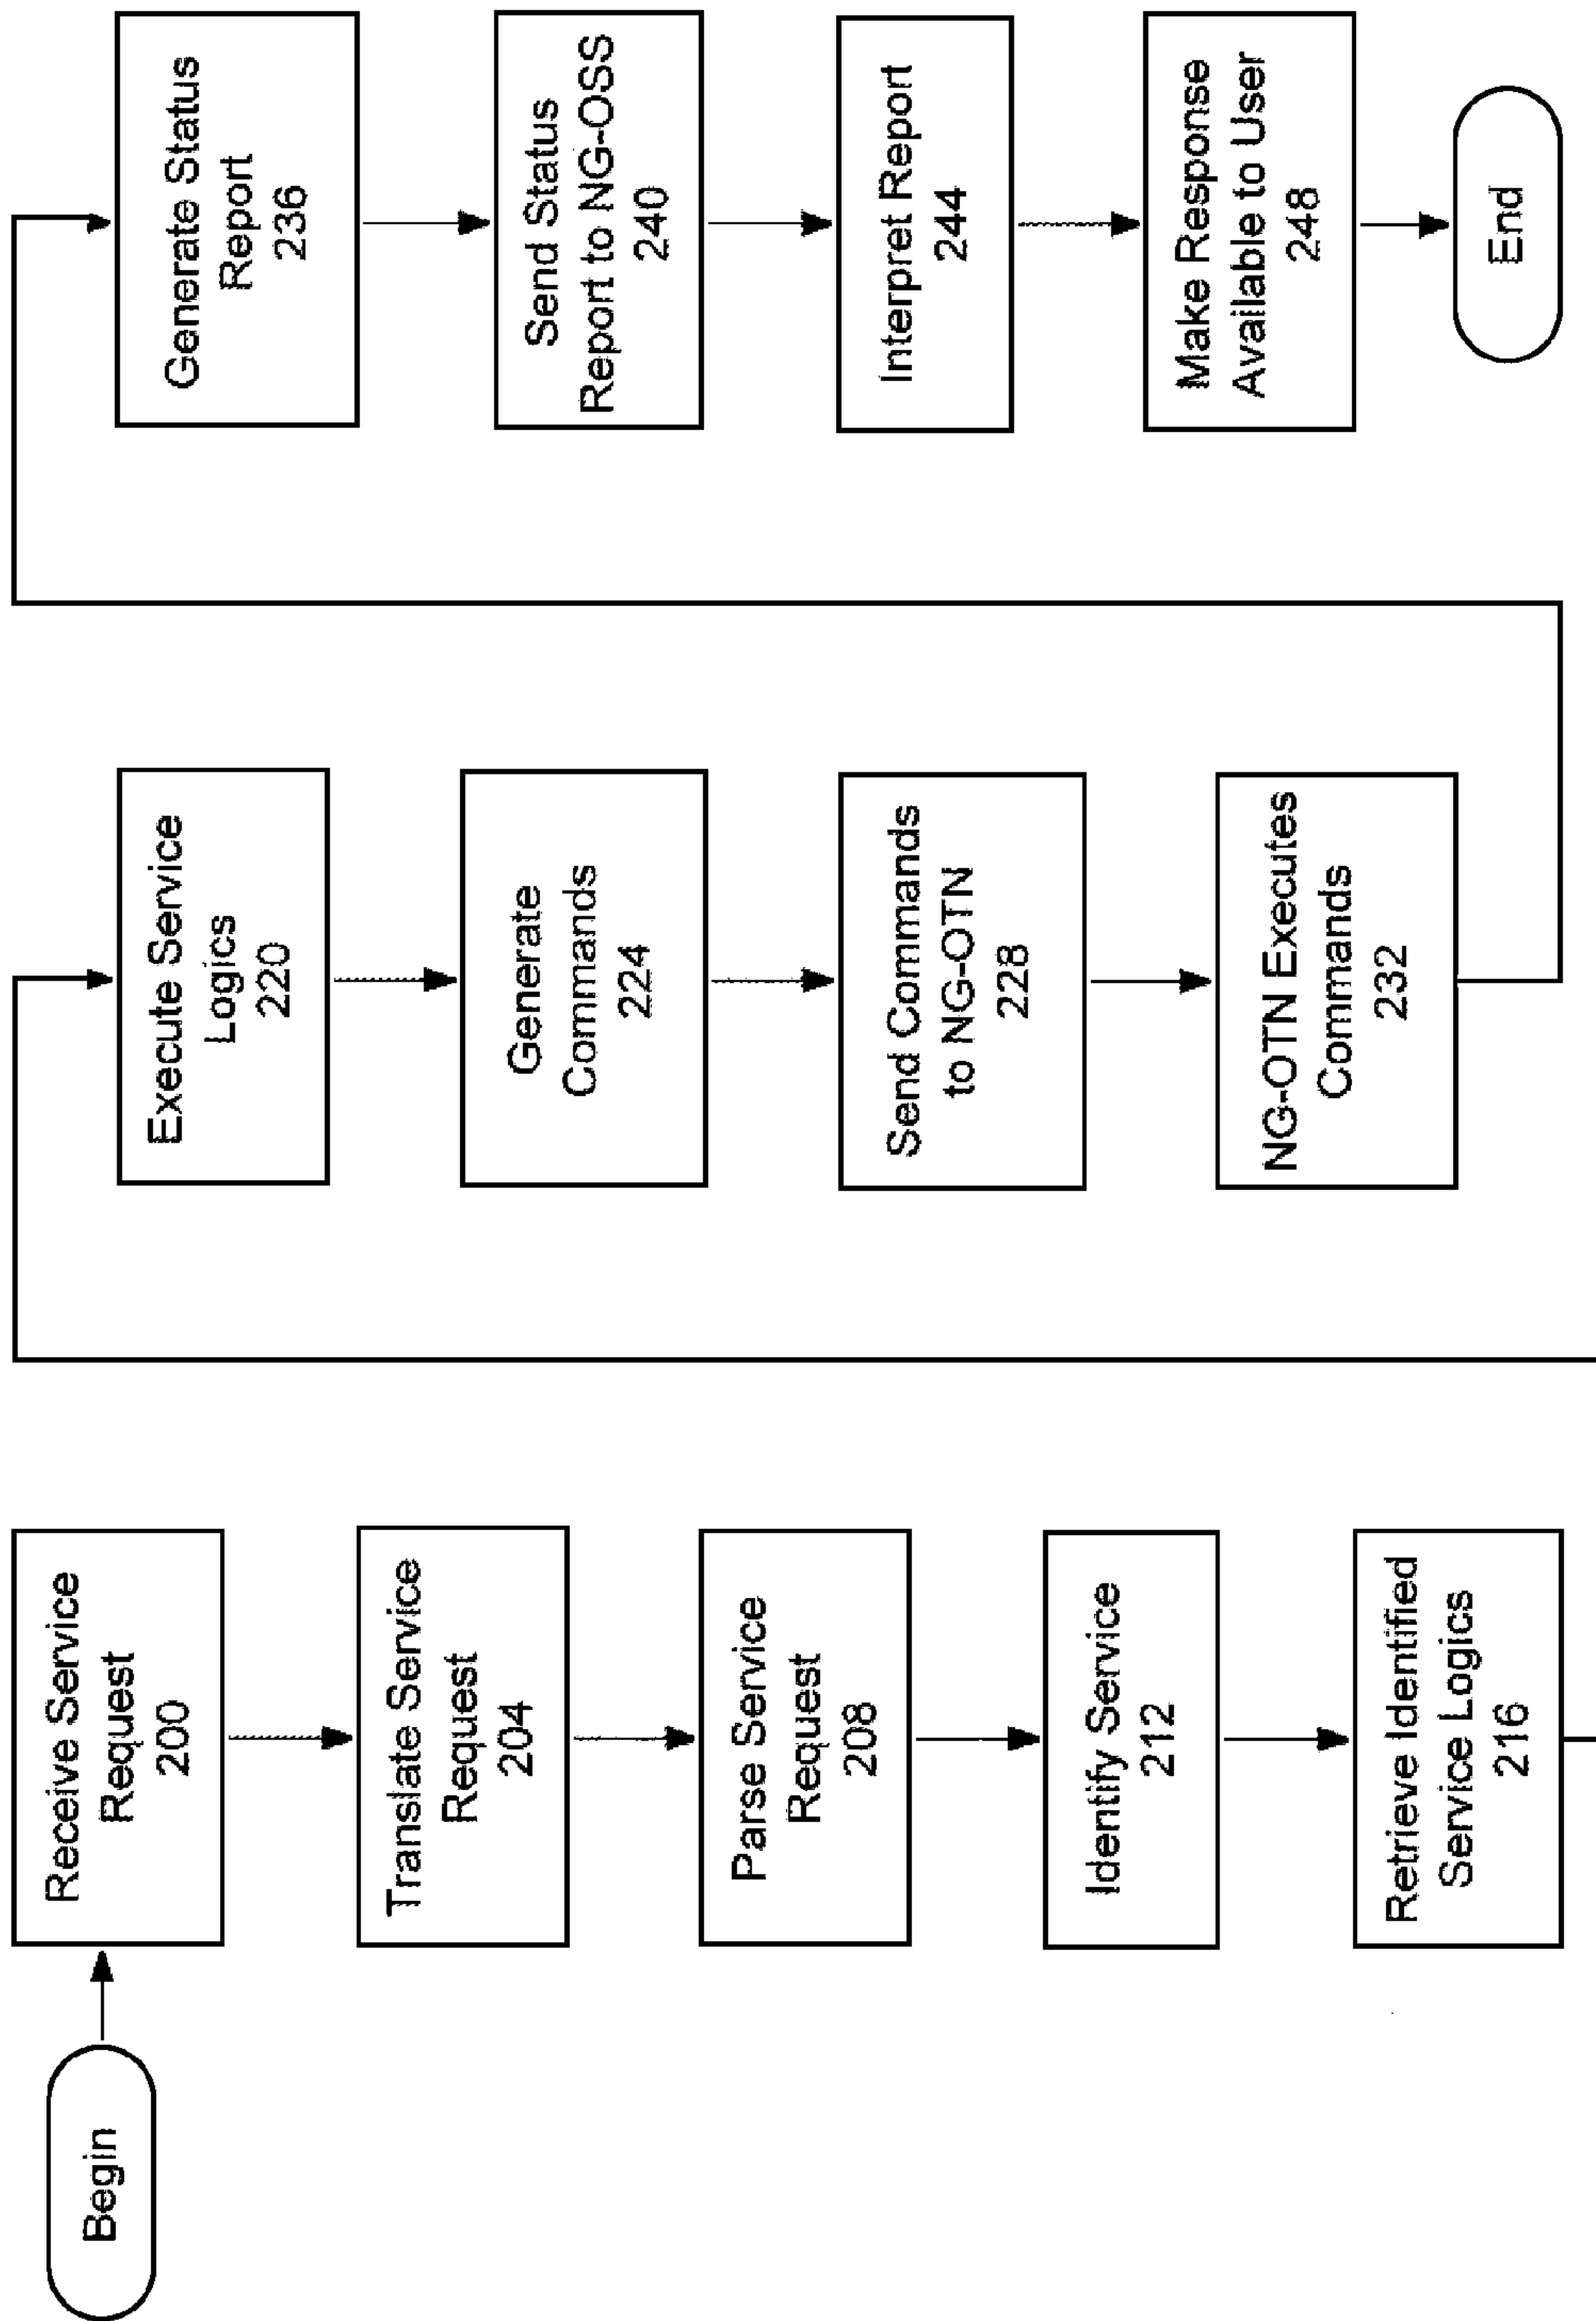 Begin
Receive Service
Request
200
Translate Service
Request
204
Parse Service
Request
208
Identify Service
212
Retrieve Identified
Service Logics
216
Execute Service
Logics
220
Generate
Commands
224
Send Commands
to NG-OTN
228
NG-OTN Executes
Commands
232
Generate Status
Report
236
Send Status
Report to NG-OSS
240
Interpret Report
244
Make Response
Available to User
248
End